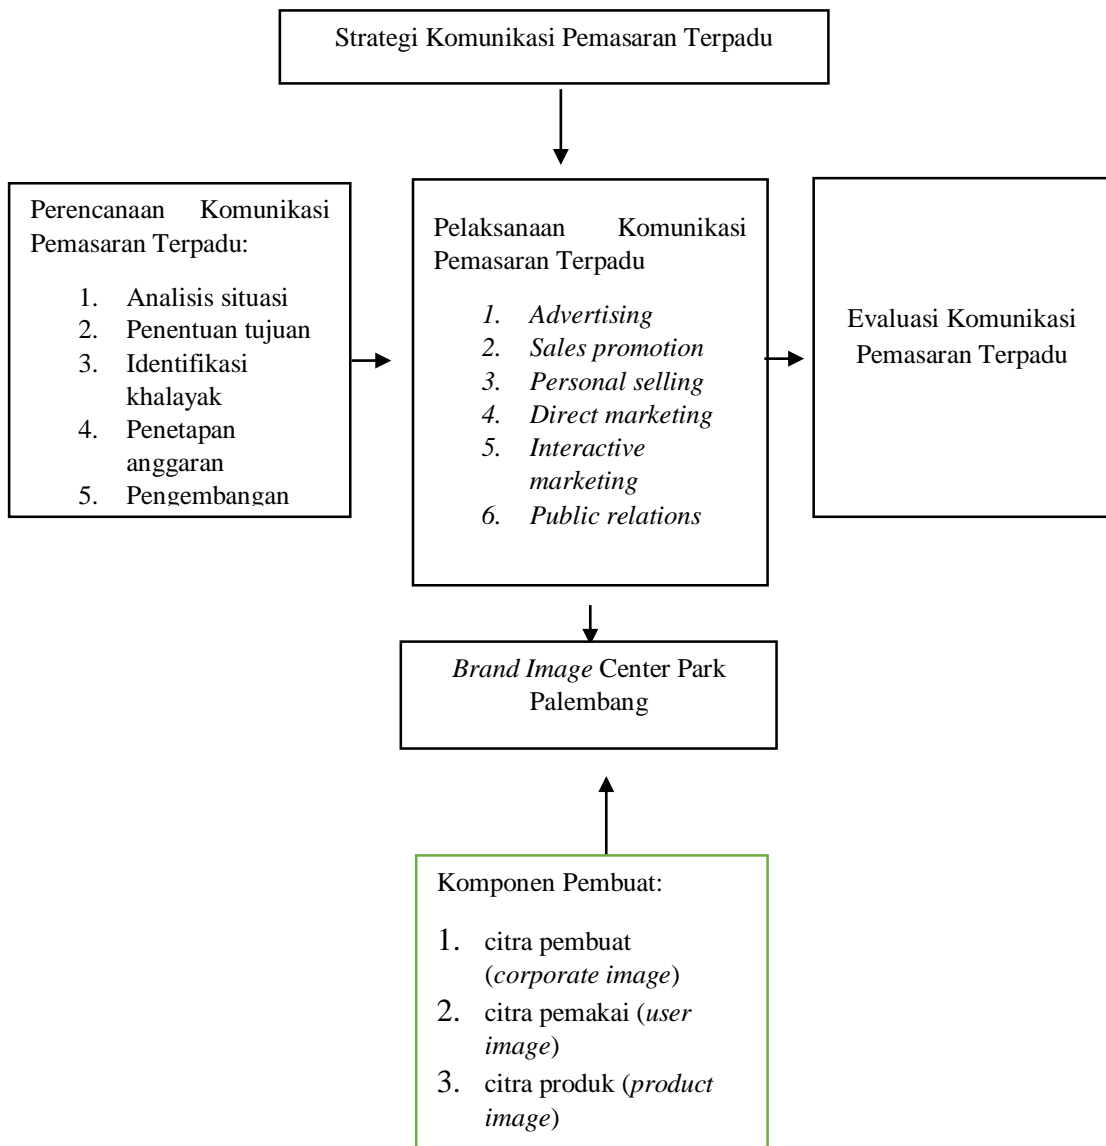 Strategi Komunikasi Pemasaran Terpadu
Perencanaan Komunikasi
Pemasaran Terpadu:
1. Analisis situasi
2. Penentuan tujuan
3. Identifikasi
khalayak
4. Penetapan
anggaran
5. Pengembangan
Pelaksanaan Komunikasi
Pemasaran Terpadu
1. Advertising
2. Sales promotion
3. Personal selling
4. Direct marketing
5. Interactive
marketing
6. Public relations
Evaluasi Komunikasi
Pemasaran Terpadu
Brand Image Center Park
Palembang
Komponen Pembuat:
1. citra pembuat
(corporate image)
2. citra pemakai (user
image)
3. citra produk (product
image)